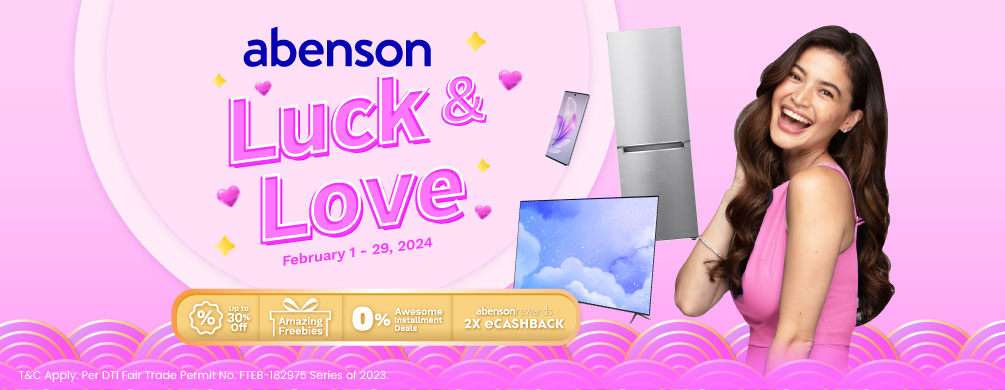 abenson
Luck &
Love
February 1 - 29, 2024
%
Up to
30%
Off
Amazing
Freebies
0%
Awesome
Installment
Deals
abensonrewards
2X eCASHBACK
T&C Apply. Per DTI Fair Trade Permit No. FTEB-182975 Series of 2023.